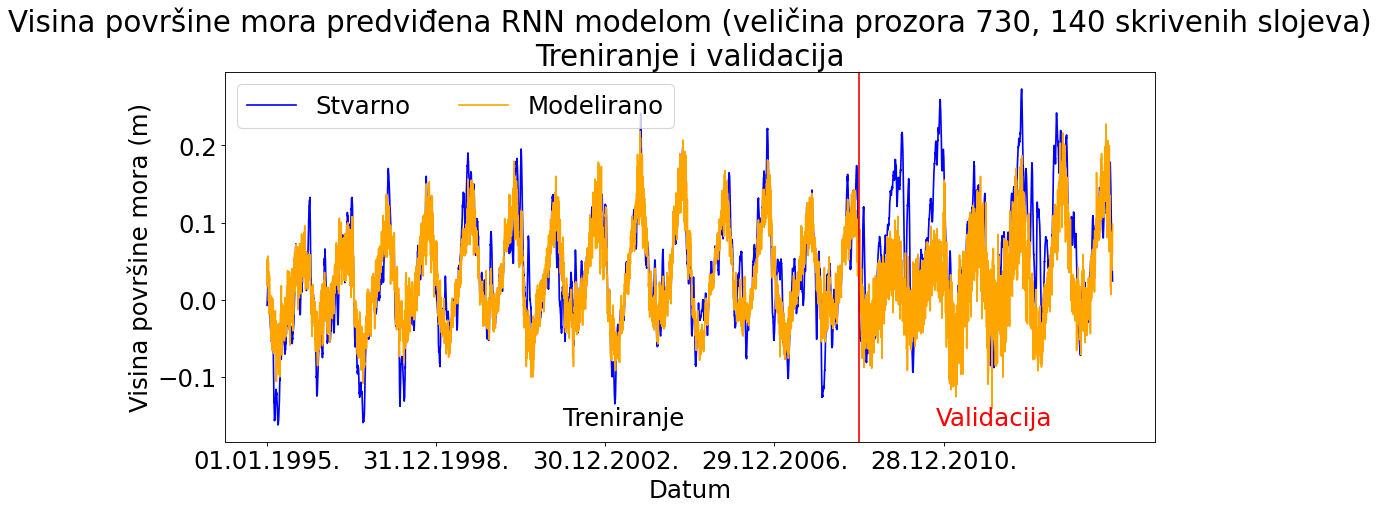 Visina površine mora predviđena RNN modelom (veličina prozora 730, 140 skrivenih slojeva)
Treniranje i validacija
Stvarno
Modelirano
Visina površine mora (m)
0.2
0.1
0.0
−0.1
Treniranje
Validacija
01.01.1995.
31.12.1998.
30.12.2002.
29.12.2006.
28.12.2010.
Datum